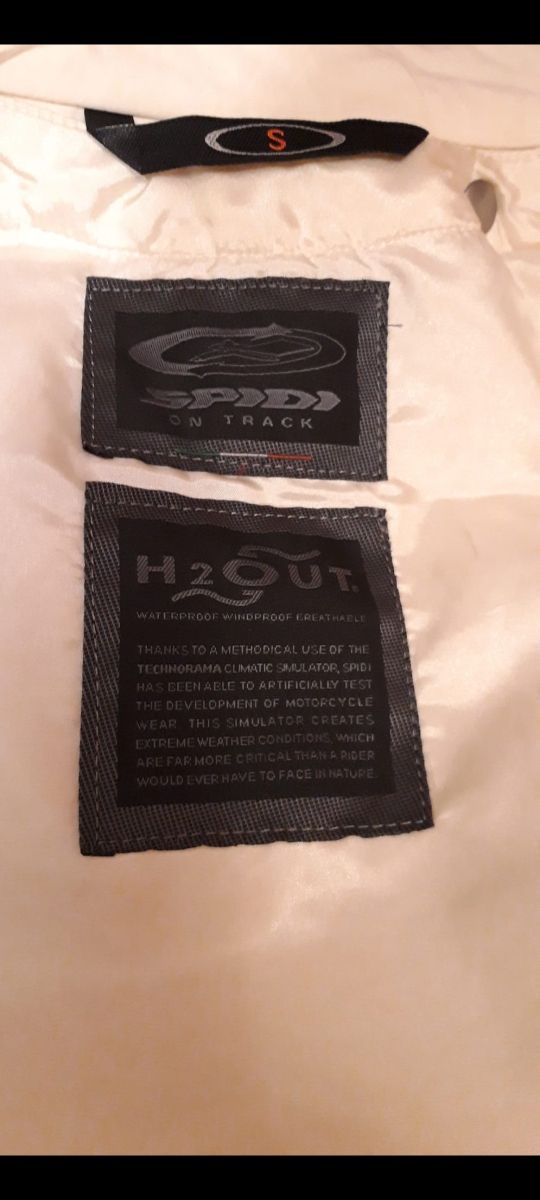 S
SPIDI
ON TRACK
H2OUT.
WATERPROOF WINDPROOF BREATHABLE
THANKS TO A METHODICAL USE OF THE
TECHNORAMA CLIMATIC SIMULATOR, SPIDI
HAS BEEN ABLE TO ARTIFICIALLY TEST
THE DEVELOPMENT OF MOTORCYCLE
WEAR. THIS SIMULATOR CREATES
EXTREME WEATHER CONDITIONS, WHICH
ARE FAR MORE CRITICAL THAN A RIDER
WOULD EVER HAVE TO FACE IN NATURE.